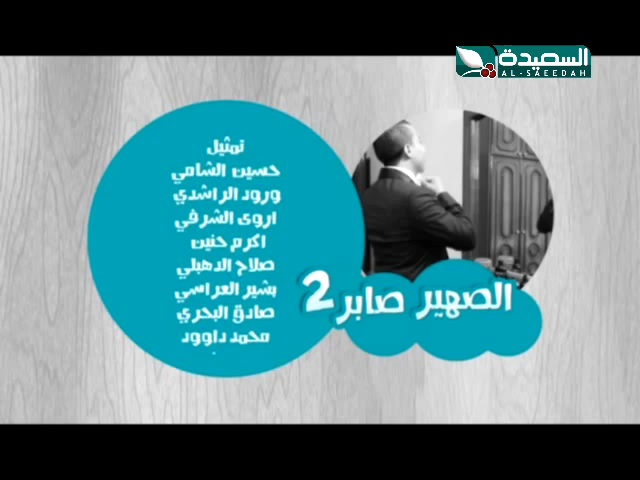 السعيدة
AL-SAEEDAH
تمثيل
حسين الشامي
ورود الراشدي
اروى الشرفي
اكرم حنين
صلاح الدهبلي
بشير العراسي
صادق البحري
محمد داوود
الصهير صابر 2